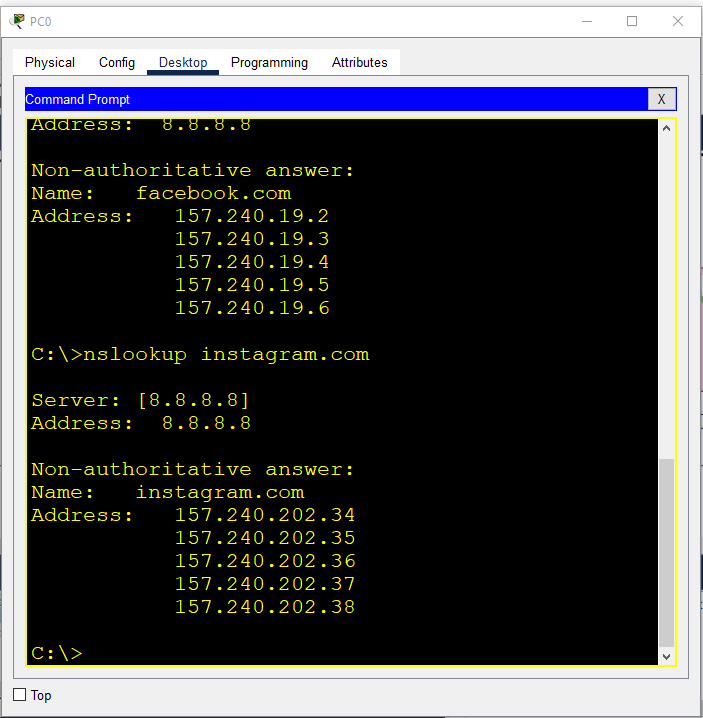 PC0
Physical Config Desktop Programming Attributes
Command Prompt X
Address: 8.8.8.8
Non-authoritative answer:
Name: facebook.com
Address: 157.240.19.2
157.240.19.3
157.240.19.4
157.240.19.5
157.240.19.6
C:\>nslookup instagram.com
Server: [8.8.8.8]
Address: 8.8.8.8
Non-authoritative answer:
Name: instagram.com
Address: 157.240.202.34
157.240.202.35
157.240.202.36
157.240.202.37
157.240.202.38
C:\>
Top